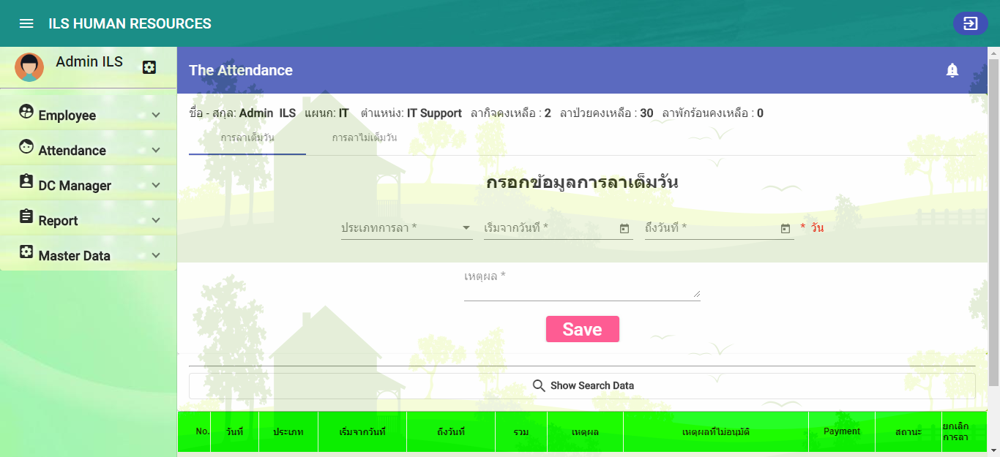 ILS HUMAN RESOURCES
Admin ILS
Employee
Attendance
DC Manager
Report
Master Data
The Attendance
ชื่อ - สกุล: Admin ILS แผนก: IT ตำแหน่ง: IT Support ลากิจคงเหลือ : 2 ลาป่วยคงเหลือ : 30 ลาพักร้อนคงเหลือ : 0
การลาเต็มวัน การลาไม่เต็มวัน
กรอกข้อมูลการลาเต็มวัน
ประเภทการลา * เริ่มจากวันที่ * ถึงวันที่ * * วัน
เหตุผล *
Save
Show Search Data
No. วันที่ ประเภท เริ่มจากวันที่ ถึงวันที่ รวม เหตุผล เหตุผลที่ไม่อนุมัติ Payment สถานะ ยกเลิกการลา